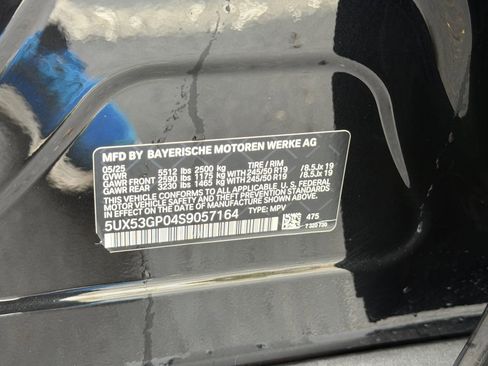 MFD BY BAYERISCHE MOTOREN WERKE AG
05/25 TIRE / RIM
GVWR 5512 lbs 2500 kg
GAWR FRONT 2590 lbs 1175 kg WITH 245/50 R19 /8.5Jx 19
GAWR REAR 3230 lbs 1465 kg WITH 245/50 R19 /8.5Jx 19
THIS VEHICLE CONFORMS TO ALL APPLICABLE U.S. FEDERAL
MOTOR VEHICLE SAFETY, BUMPER, AND THEFT PREVENTION STANDARDS
IN EFFECT ON THE DATE OF MANUFACTURE SHOWN ABOVE.
5UX53GP04S9057164 TYPE: MPV
475